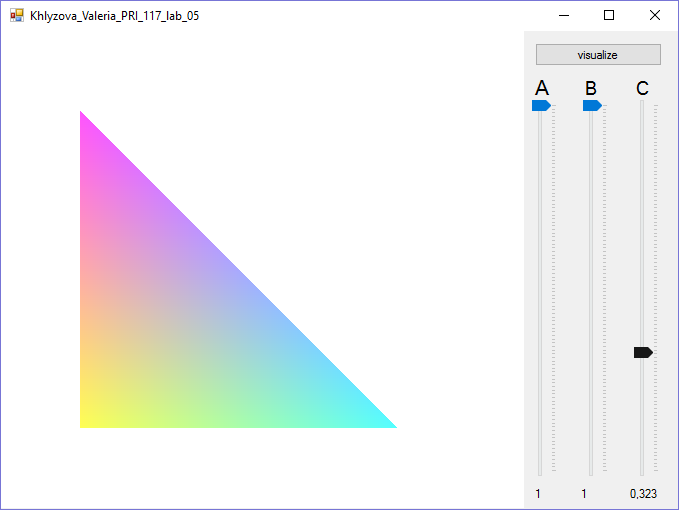 Khlyzova_Valeria_PRI_117_lab_05
visualize
A B C
1 1 0,323